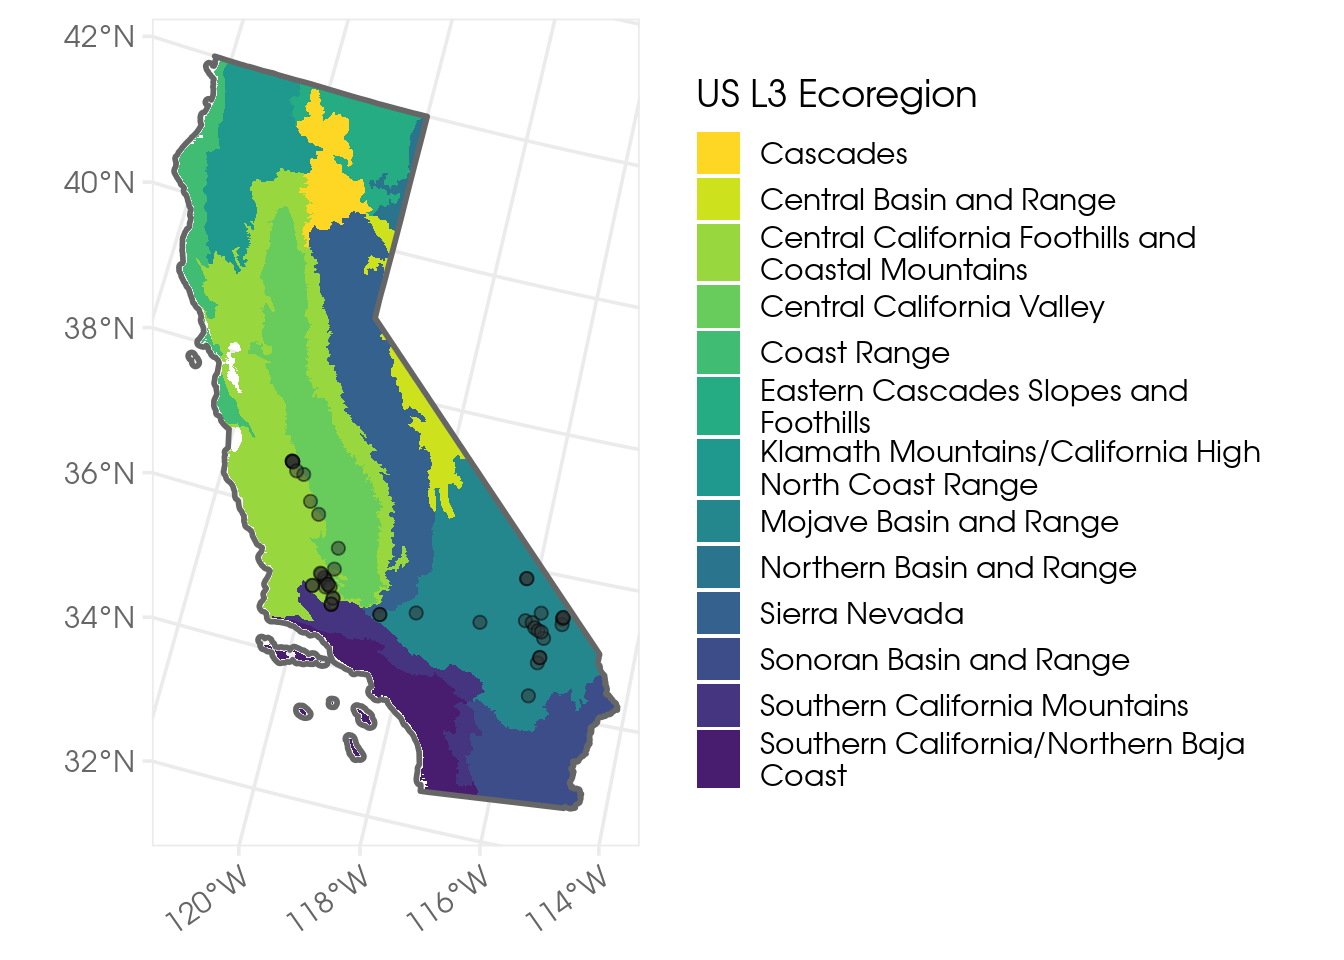 42°N
40°N
38°N
36°N
34°N
32°N
120°W
118°W
116°W
114°W
US L3 Ecoregion
Cascades
Central Basin and Range
Central California Foothills and
Coastal Mountains
Central California Valley
Coast Range
Eastern Cascades Slopes and
Foothills
Klamath Mountains/California High
North Coast Range
Mojave Basin and Range
Northern Basin and Range
Sierra Nevada
Sonoran Basin and Range
Southern California Mountains
Southern California/Northern Baja
Coast